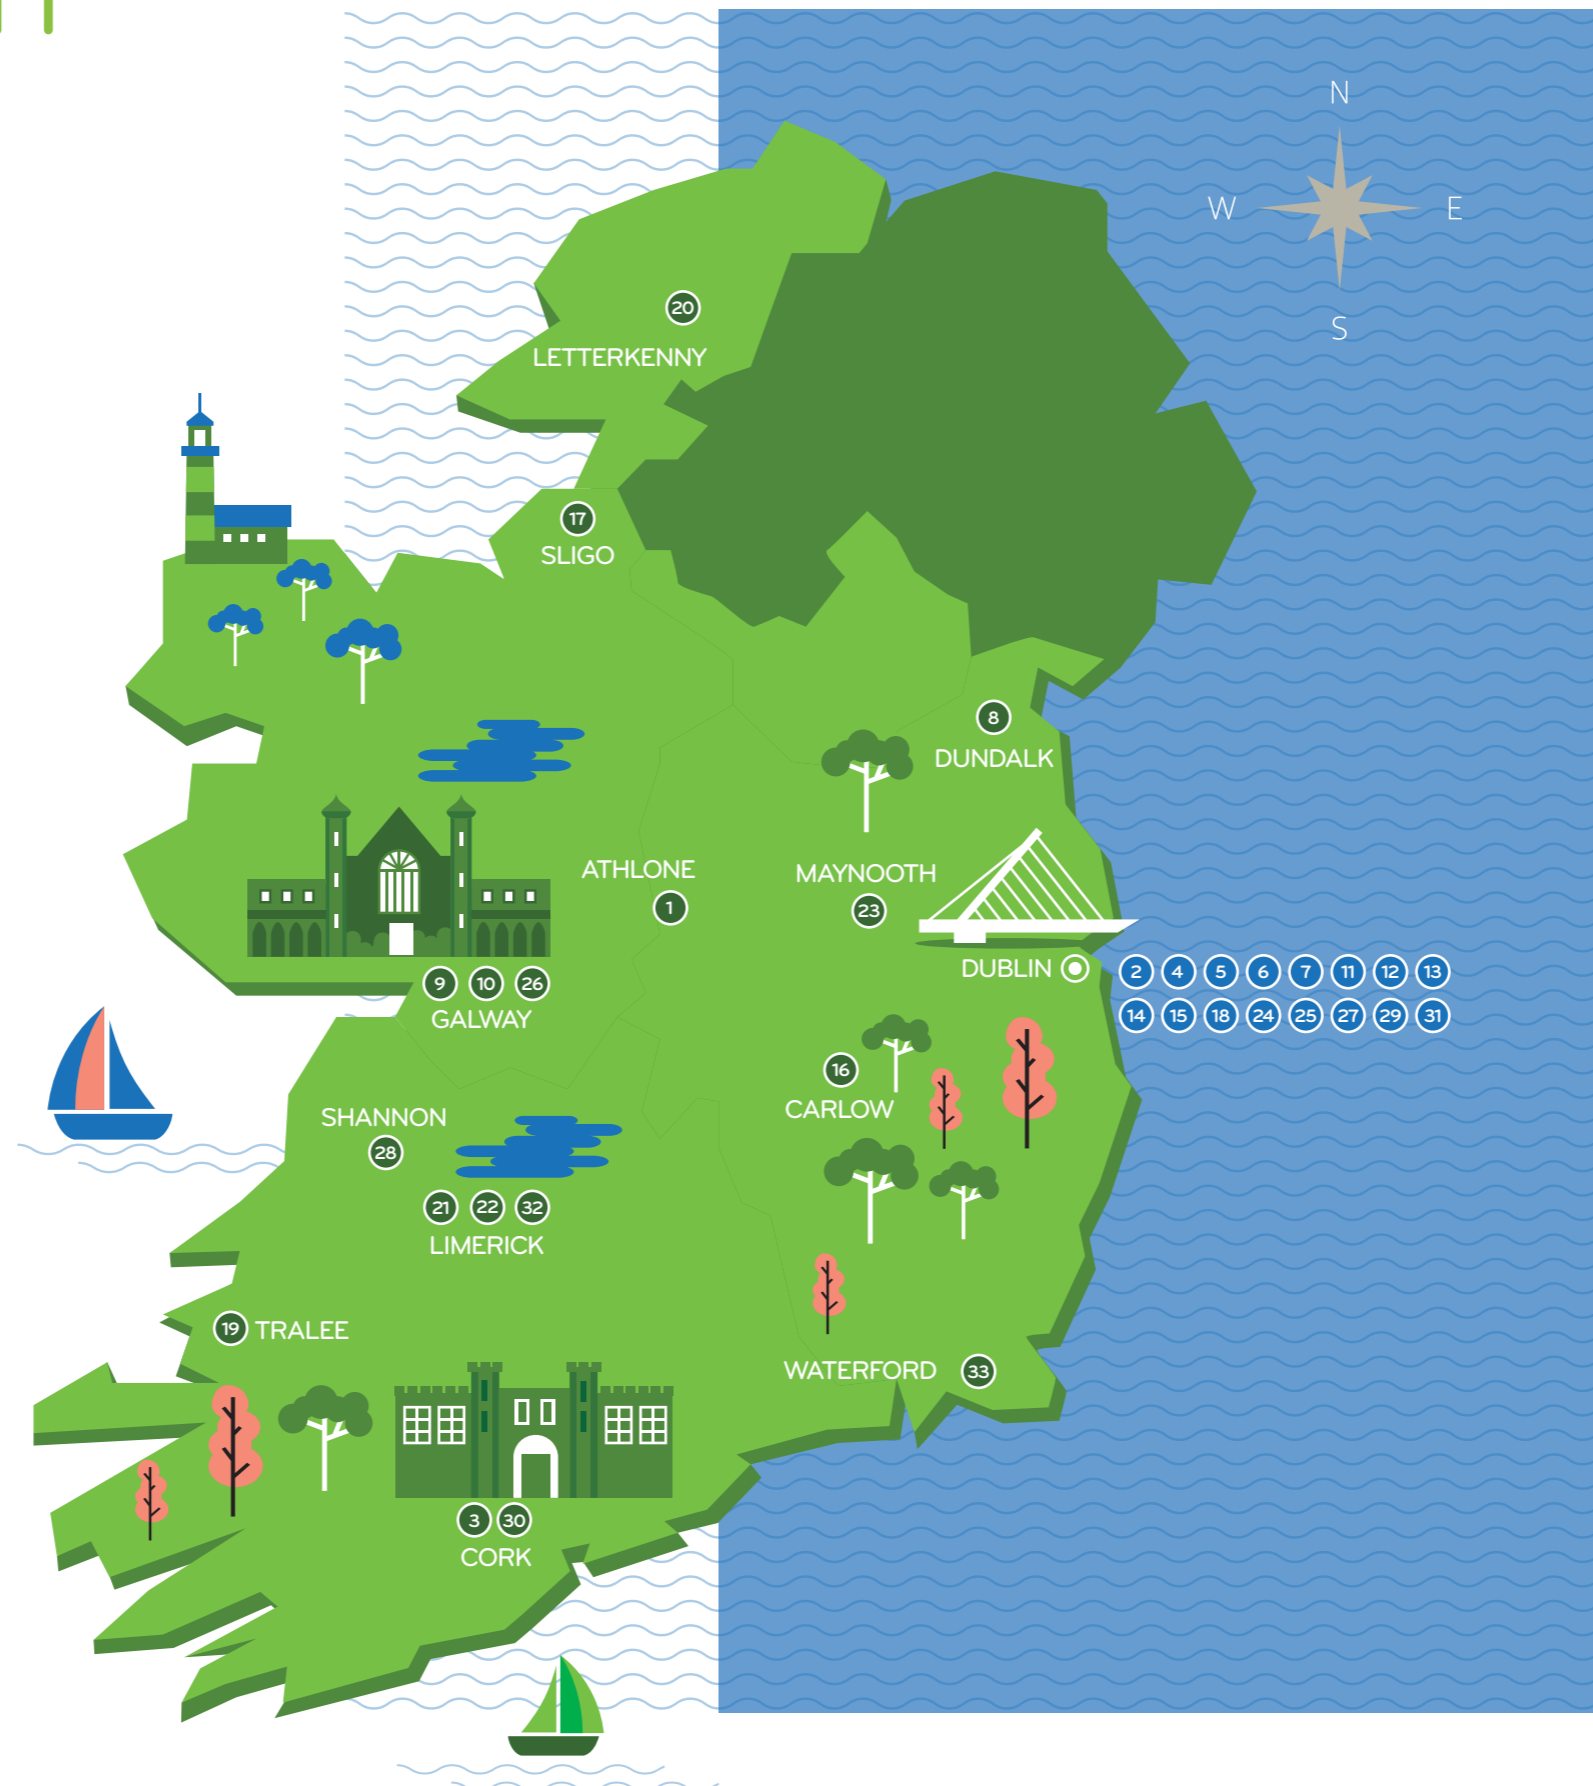 N
W E
S
20
LETTERKENNY
17
SLIGO
8
DUNDALK
ATHLONE
1
MAYNOOTH
23
DUBLIN
2 4 5 6 7 11 12 13
14 15 18 24 25 27 29 31
9 10 26
GALWAY
16
CARLOW
SHANNON
28
21 22 32
LIMERICK
19 TRALEE
WATERFORD 33
3 30
CORK